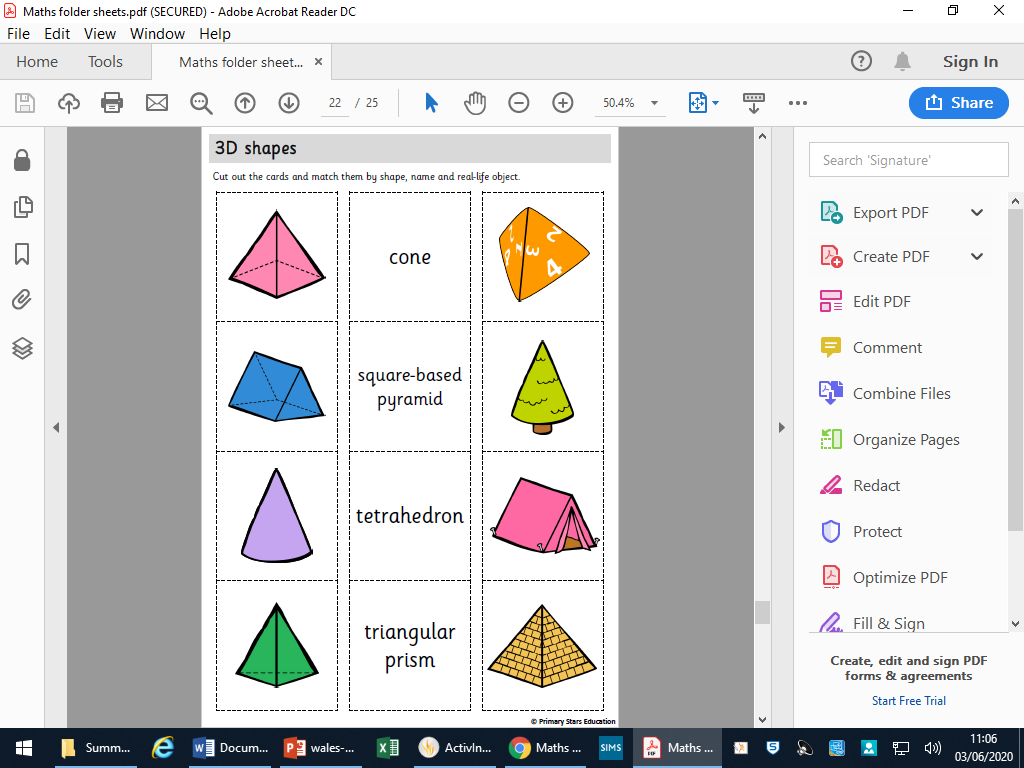 Maths folder sheets.pdf (SECURED) - Adobe Acrobat Reader DC
File Edit View Window Help
Home Tools Maths folder sheet... × Sign In
22 / 25 50.4% Share
3D shapes
Cut out the cards and match them by shape, name and real-life object.
cone
2
3
4
square-based
pyramid
tetrahedron
triangular
prism
© Primary Stars Education
Search 'Signature'
Export PDF
Create PDF
Edit PDF
Comment
Combine Files
Organize Pages
Redact
Protect
Optimize PDF
Fill & Sign
Create, edit and sign PDF
forms & agreements
Start Free Trial
Summ... Docum... wales-... ActivIn... Maths ... SIMS Maths ...
11:06
03/06/2020